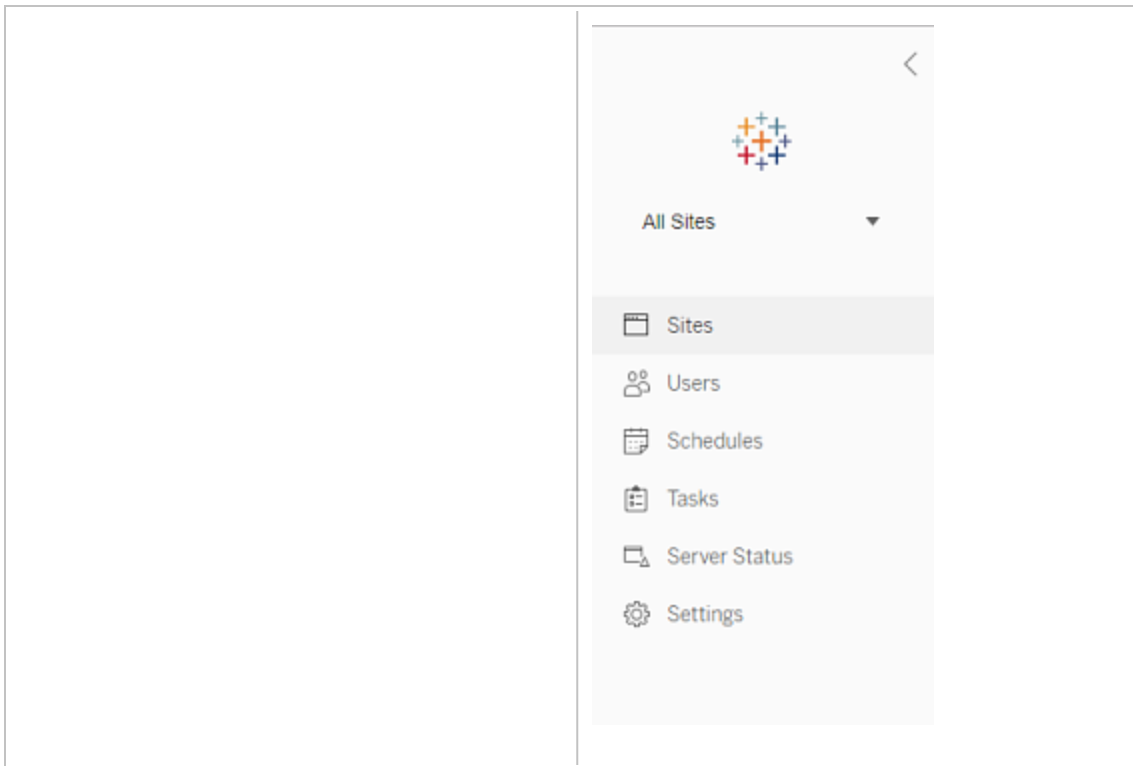 All Sites
Sites
Users
Schedules
Tasks
Server Status
Settings